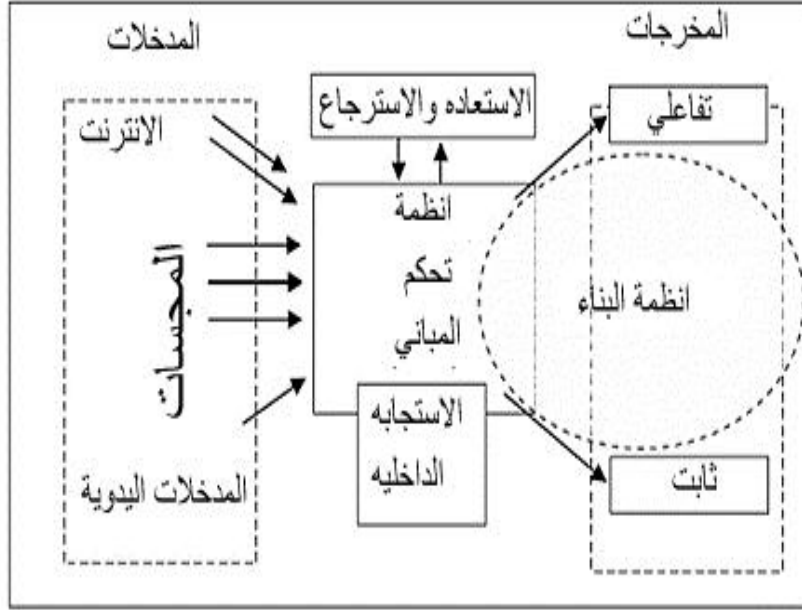 المخرجات
المدخلات
تفاعلي
الاستعاده والاسترجاع
الانترنت
انظمة
تحكم
المباني
انظمة البناء
المجسات
الاستجابه
الداخليه
ثابت
المدخلات اليدوية